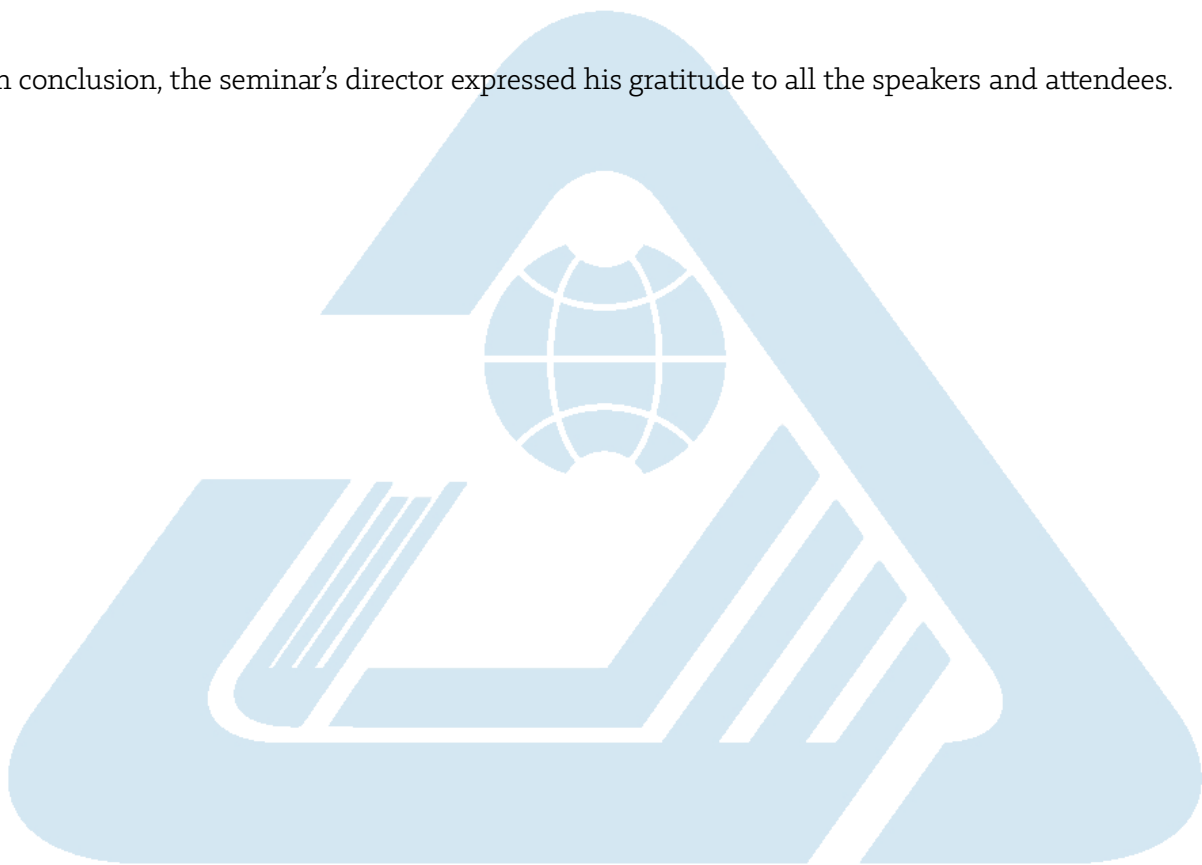 n conclusion, the seminar's director expressed his gratitude to all the speakers and attendees.